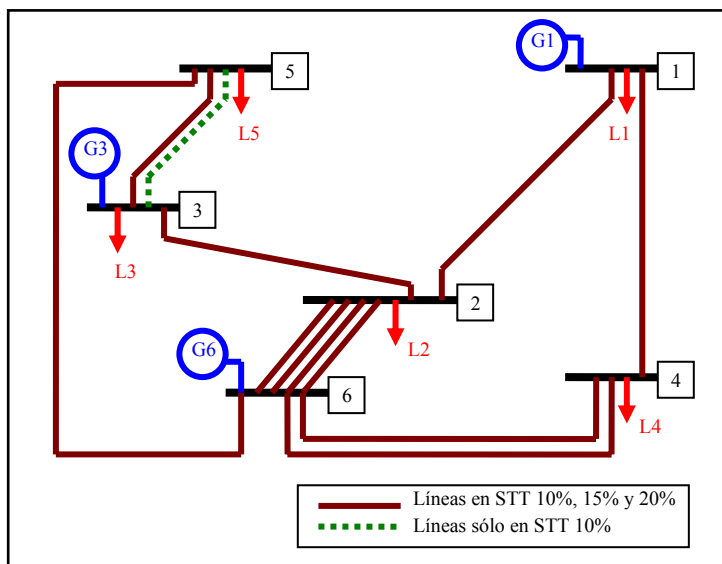 G1
5
1
L5
L1
G3
3
L3
2
G6
L2
6
4
L4
Líneas en STT 10%, 15% y 20%
Líneas sólo en STT 10%